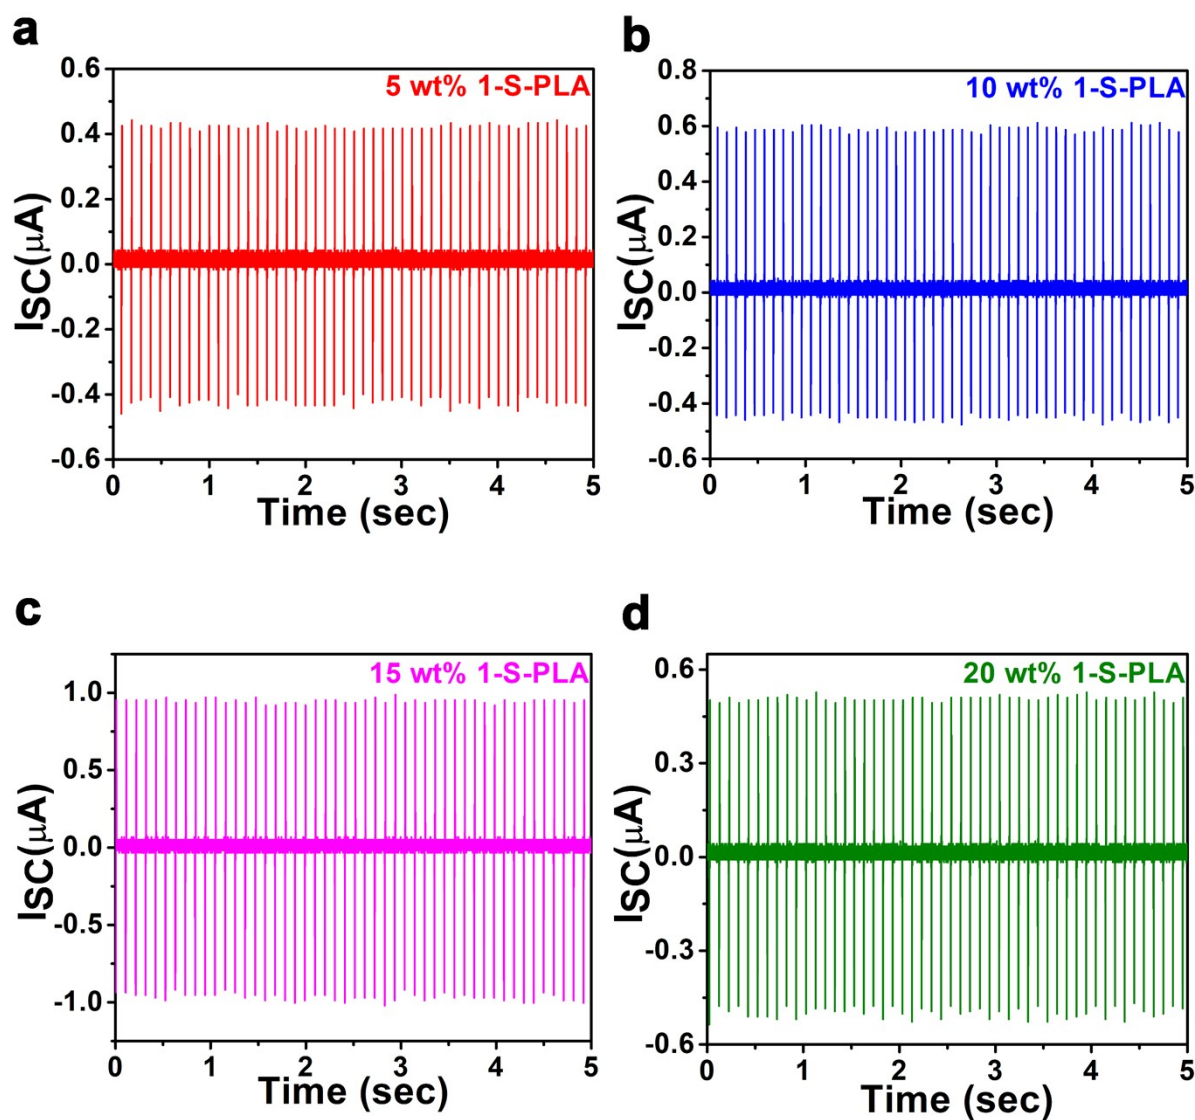 a
5 wt% 1-S-PLA
I_SC(μA)
0.6
0.4
0.2
0.0
-0.2
-0.4
-0.6
0 1 2 3 4 5
Time (sec)
b
10 wt% 1-S-PLA
I_SC(μA)
0.8
0.6
0.4
0.2
0.0
-0.2
-0.4
-0.6
0 1 2 3 4 5
Time (sec)
c
15 wt% 1-S-PLA
I_SC(μA)
1.0
0.5
0.0
-0.5
-1.0
0 1 2 3 4 5
Time (sec)
d
20 wt% 1-S-PLA
I_SC(μA)
0.6
0.3
0.0
-0.3
-0.6
0 1 2 3 4 5
Time (sec)